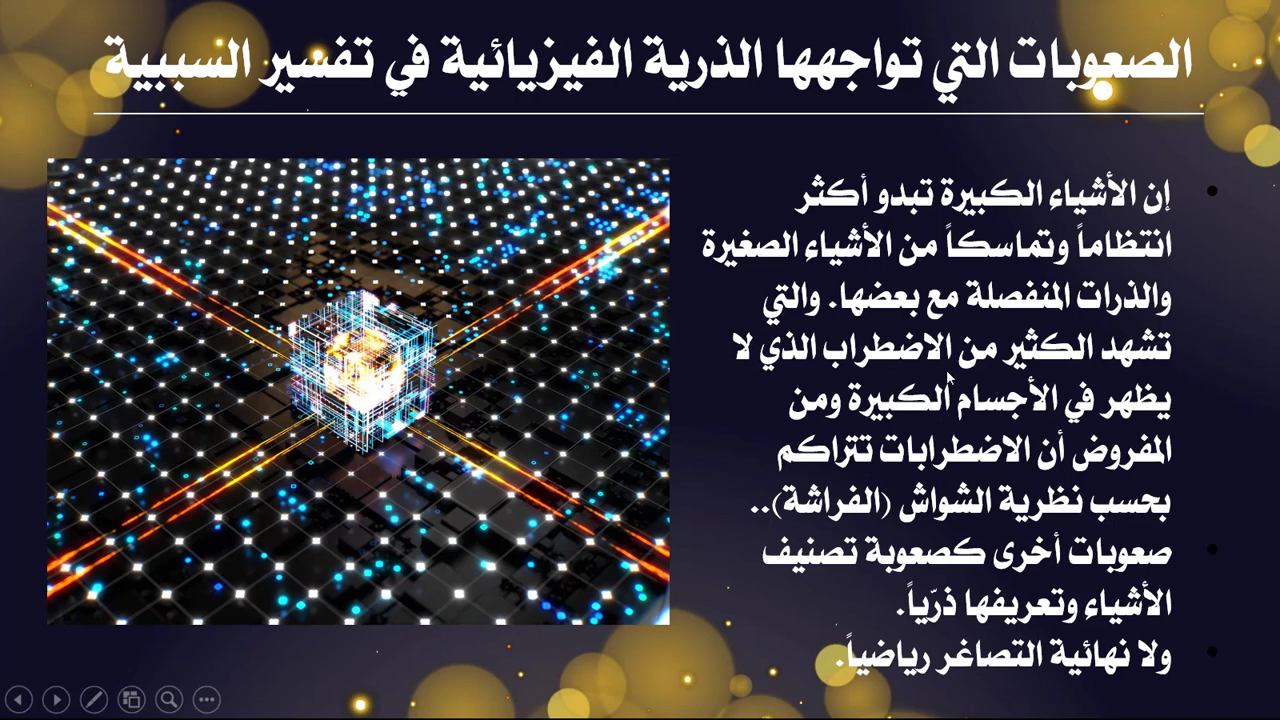 الصعوبات التي تواجهها الذرية الفيزيائية في تفسير السببية
إن الأشياء الكبيرة تبدو أكثر
انتظاماً وتماسكاً من الأشياء الصغيرة
والذرات المنفصلة مع بعضها. والتي
تشهد الكثير من الاضطراب الذي لا
يظهر في الأجسام الكبيرة ومن
المفروض أن الاضطرابات تتراكم
بحسب نظرية الشواش (الفراشة)..
صعوبات أخرى كصعوبة تصنيف
الأشياء وتعريفها ذرّياً.
ولا نهائية التصاغر رياضياً.